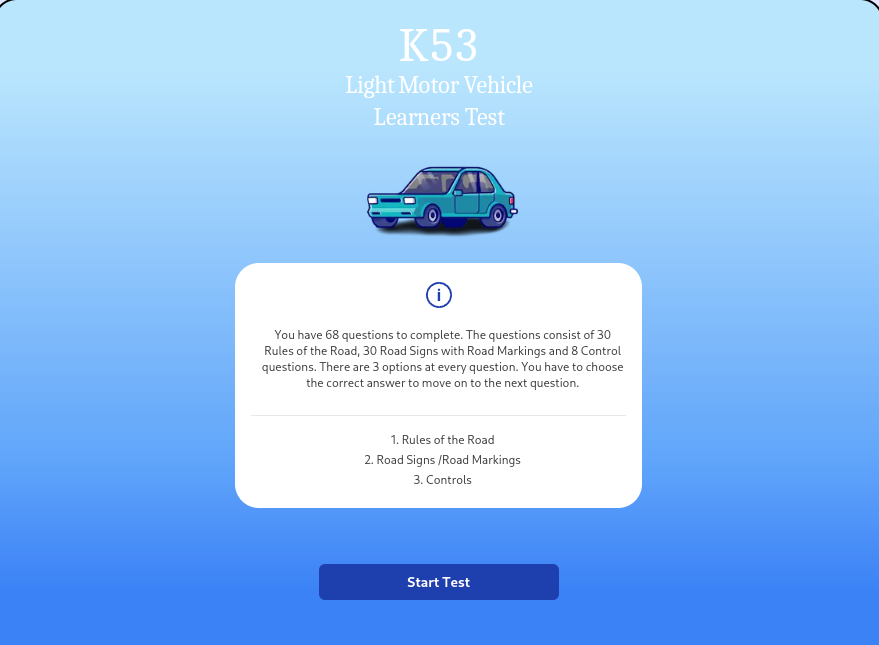 K53
Light Motor Vehicle
Learners Test
i
You have 68 questions to complete. The questions consist of 30
Rules of the Road, 30 Road Signs with Road Markings and 8 Control
questions. There are 3 options at every question. You have to choose
the correct answer to move on to the next question.
1. Rules of the Road
2. Road Signs /Road Markings
3. Controls
Start Test